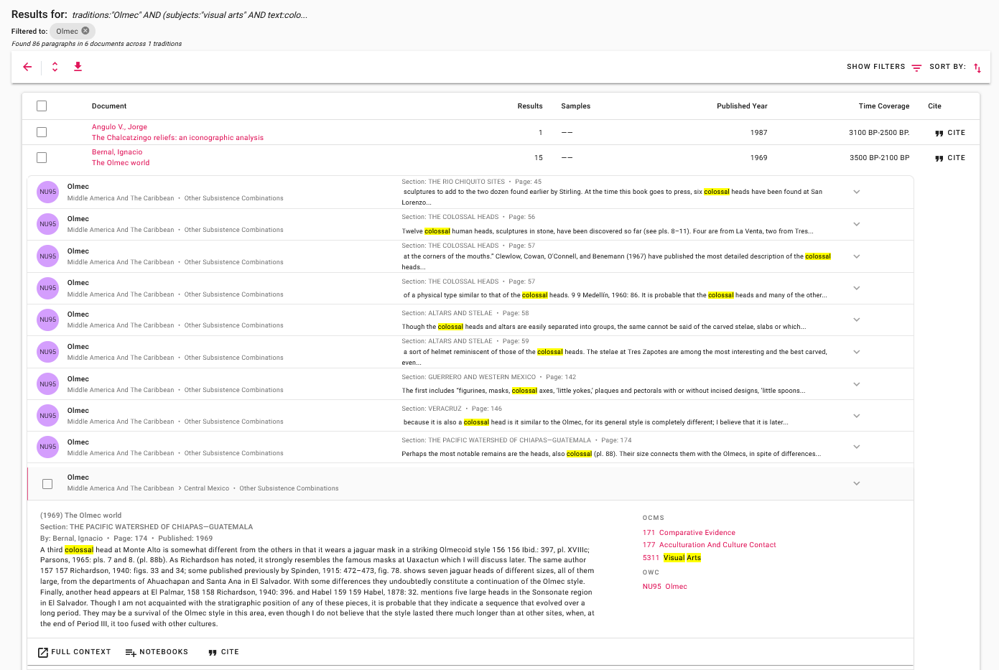 Results for: traditions:"Olmec" AND (subjects:"visual arts" AND text:colo...
Filtered to: Olmec
Found 86 paragraphs in 6 documents across 1 traditions
SHOW FILTERS SORT BY:
Document Results Samples Published Year Time Coverage Cite
Angulo V., Jorge
The Chalcatzingo reliefs: an iconographic analysis
1 —— 1987 3100 BP-2500 BP. CITE
Bernal, Ignacio
The Olmec world
15 —— 1969 3500 BP-2100 BP CITE
NU95
Olmec
Middle America And The Caribbean • Other Subsistence Combinations
Section: THE RIO CHIQUITO SITES • Page: 45
sculptures to add to the two dozen found earlier by Stirling. At the time this book goes to press, six colossal heads have been found at San
Lorenzo...
NU95
Olmec
Middle America And The Caribbean • Other Subsistence Combinations
Section: THE COLOSSAL HEADS • Page: 56
Twelve colossal human heads, sculptures in stone, have been discovered so far (see pls. 8–11). Four are from La Venta, two from Tres...
NU95
Olmec
Middle America And The Caribbean • Other Subsistence Combinations
Section: THE COLOSSAL HEADS • Page: 57
at the corners of the mouths.” Clewlow, Cowan, O'Connell, and Benemann (1967) have published the most detailed description of the colossal
heads...
NU95
Olmec
Middle America And The Caribbean • Other Subsistence Combinations
Section: THE COLOSSAL HEADS • Page: 57
of a physical type similar to that of the colossal heads. 9 9 Medellín, 1960: 86. It is probable that the colossal heads and many of the other...
NU95
Olmec
Middle America And The Caribbean • Other Subsistence Combinations
Section: ALTARS AND STELAE • Page: 58
Though the colossal heads and altars are easily separated into groups, the same cannot be said of the carved stelae, slabs or which...
NU95
Olmec
Middle America And The Caribbean • Other Subsistence Combinations
Section: ALTARS AND STELAE • Page: 59
a sort of helmet reminiscent of those of the colossal heads. The stelae at Tres Zapotes are among the most interesting and the best carved,
even...
NU95
Olmec
Middle America And The Caribbean • Other Subsistence Combinations
Section: GUERRERO AND WESTERN MEXICO • Page: 142
The first includes “figurines, masks, colossal axes, ‘little yokes,’ plaques and pectorals with or without incised designs, ‘little spoons...
NU95
Olmec
Middle America And The Caribbean • Other Subsistence Combinations
Section: VERACRUZ • Page: 146
because it is also a colossal head is it similar to the Olmec, for its general style is completely different; I believe that it is later...
NU95
Olmec
Middle America And The Caribbean • Other Subsistence Combinations
Section: THE PACIFIC WATERSHED OF CHIAPAS—GUATEMALA • Page: 174
Perhaps the most notable remains are the heads, also colossal (pl. 88). Their size connects them with the Olmecs, in spite of differences...
Olmec
Middle America And The Caribbean > Central Mexico • Other Subsistence Combinations
(1969) The Olmec world
Section: THE PACIFIC WATERSHED OF CHIAPAS—GUATEMALA
By: Bernal, Ignacio • Page: 174 • Published: 1969
A third colossal head at Monte Alto is somewhat different from the others in that it wears a jaguar mask in a striking Olmecoid style 156 156 Ibid.: 397, pl. XVIIIc;
Parsons, 1965: pls. 7 and 8. (pl. 88b). As Richardson has noted, it strongly resembles the famous masks at Uaxactun which I will discuss later. The same author
157 157 Richardson, 1940: figs. 33 and 34; some published previously by Spinden, 1915: 472–473, fig. 78. shows seven jaguar heads of different sizes, all of them
large, from the departments of Ahuachapan and Santa Ana in El Salvador. With some differences they undoubtedly constitute a continuation of the Olmec style.
Finally, another head appears at El Palmar, 158 158 Richardson, 1940: 396. and Habel 159 159 Habel, 1878: 32. mentions five large heads in the Sonsonate region
in El Salvador. Though I am not acquainted with the stratigraphic position of any of these pieces, it is probable that they indicate a sequence that evolved over a
long period. They may be a survival of the Olmec style in this area, even though I do not believe that the style lasted there much longer than at other sites, when, at
the end of Period III, it too fused with other cultures.
OCMS
171 Comparative Evidence
177 Acculturation And Culture Contact
5311 Visual Arts
OWC
NU95 Olmec
FULL CONTEXT NOTEBOOKS CITE